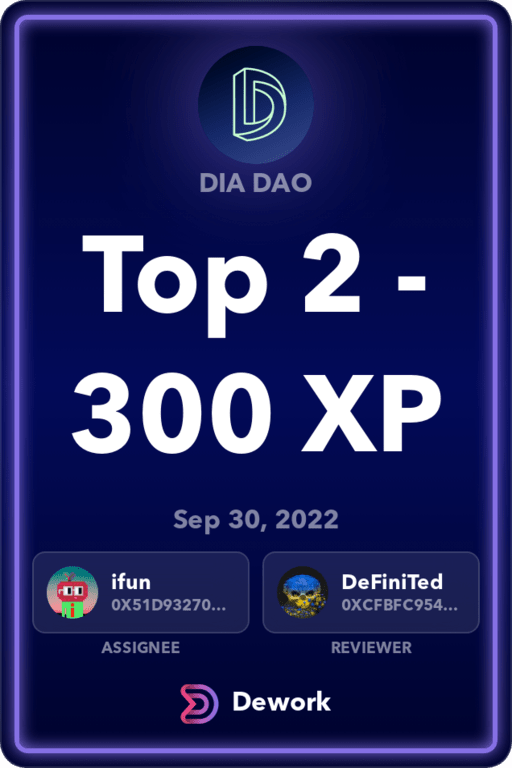 DIA DAO
Top 2 -
300 XP
Sep 30, 2022
ifun
0X51D93270...
DeFiniTed
0XCFBFC954...
ASSIGNEE
REVIEWER
Dework